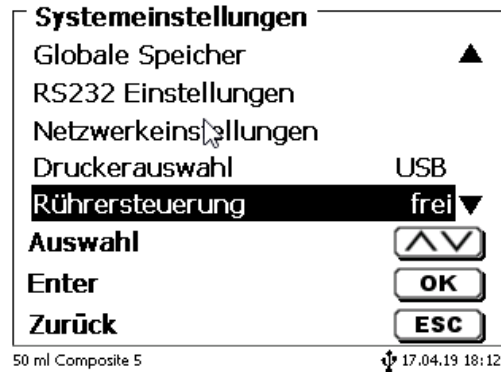 Systemeinstellungen
Globale Speicher
RS232 Einstellungen
Netzwerkeinstellungen
Druckerauswahl USB
Rührersteuerung frei
Auswahl
Enter OK
Zurück ESC
50 ml Composite 5 17.04.19 18:12